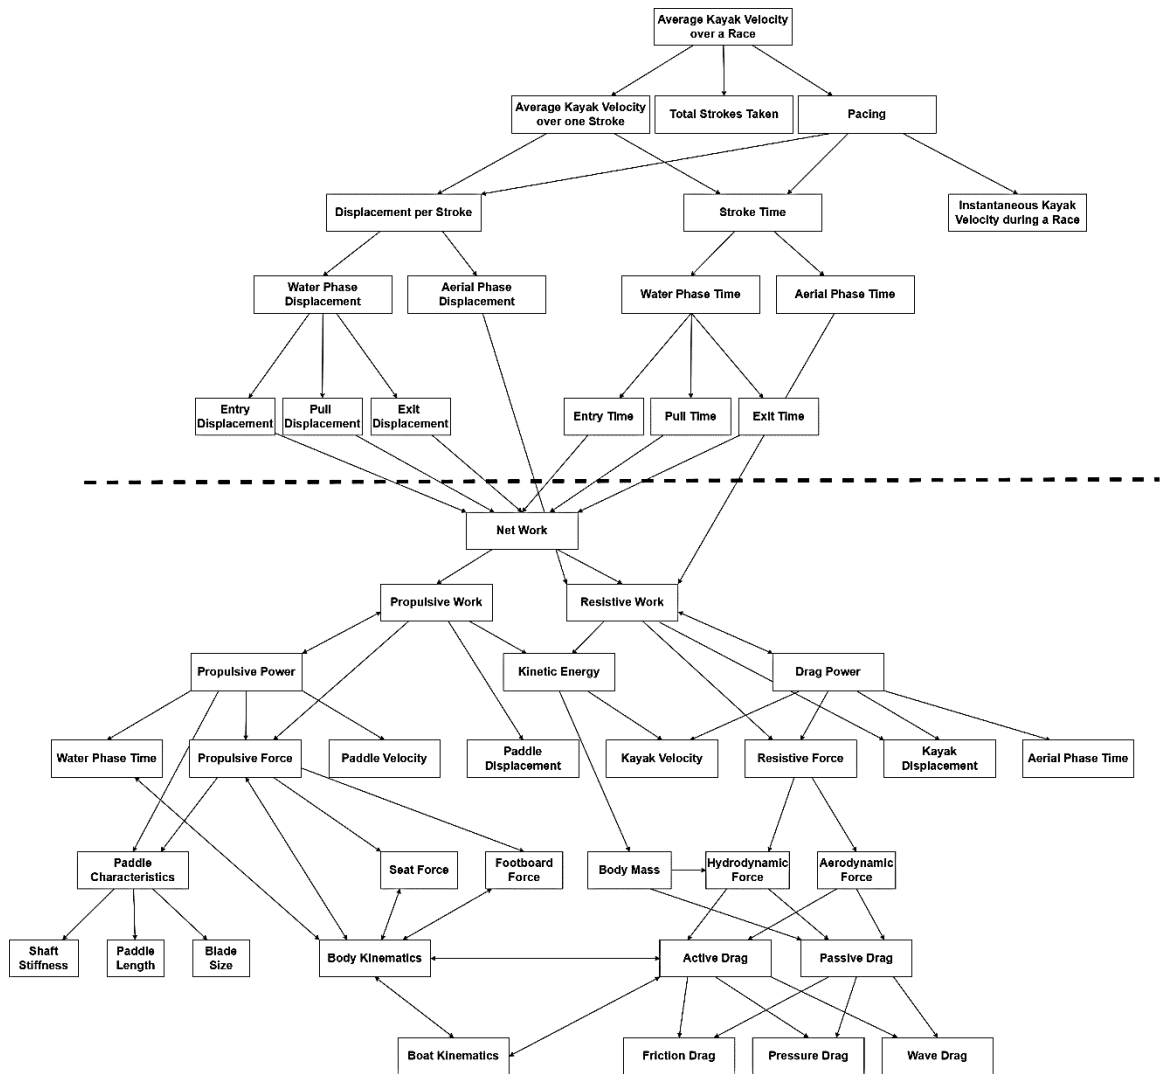 Average Kayak Velocity
over a Race
Average Kayak Velocity
over one Stroke
Total Strokes Taken
Pacing
Displacement per Stroke
Stroke Time
Instantaneous Kayak
Velocity during a Race
Water Phase
Displacement
Aerial Phase
Displacement
Water Phase Time
Aerial Phase Time
Entry
Displacement
Pull
Displacement
Exit
Displacement
Entry Time
Pull Time
Exit Time
Net Work
Propulsive Work
Resistive Work
Propulsive Power
Kinetic Energy
Drag Power
Water Phase Time
Propulsive Force
Paddle Velocity
Paddle
Displacement
Kayak Velocity
Resistive Force
Kayak
Displacement
Aerial Phase Time
Paddle
Characteristics
Seat Force
Footboard
Force
Body Mass
Hydrodynamic
Force
Aerodynamic
Force
Shaft
Stiffness
Paddle
Length
Blade
Size
Body Kinematics
Active Drag
Passive Drag
Boat Kinematics
Friction Drag
Pressure Drag
Wave Drag